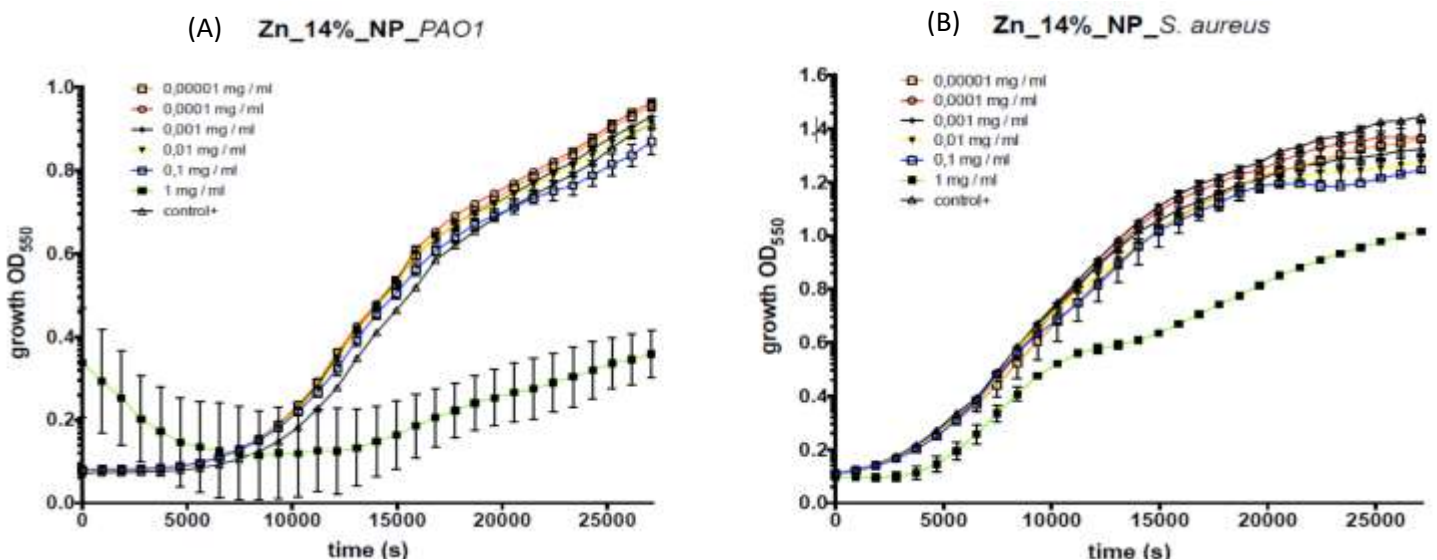 (A) Zn_14%_NP_PAO1
growth OD550
1.0
0.8
0.6
0.4
0.2
0.0
0,00001 mg / ml
0,0001 mg / ml
0,001 mg / ml
0,01 mg / ml
0,1 mg / ml
1 mg / ml
control+
0 5000 10000 15000 20000 25000
time (s)
(B) Zn_14%_NP_S. aureus
growth OD550
1.6
1.4
1.2
1.0
0.8
0.6
0.4
0.2
0.0
0,00001 mg / ml
0,0001 mg / ml
0,001 mg / ml
0,01 mg / ml
0,1 mg / ml
1 mg / ml
control+
0 5000 10000 15000 20000 25000
time (s)